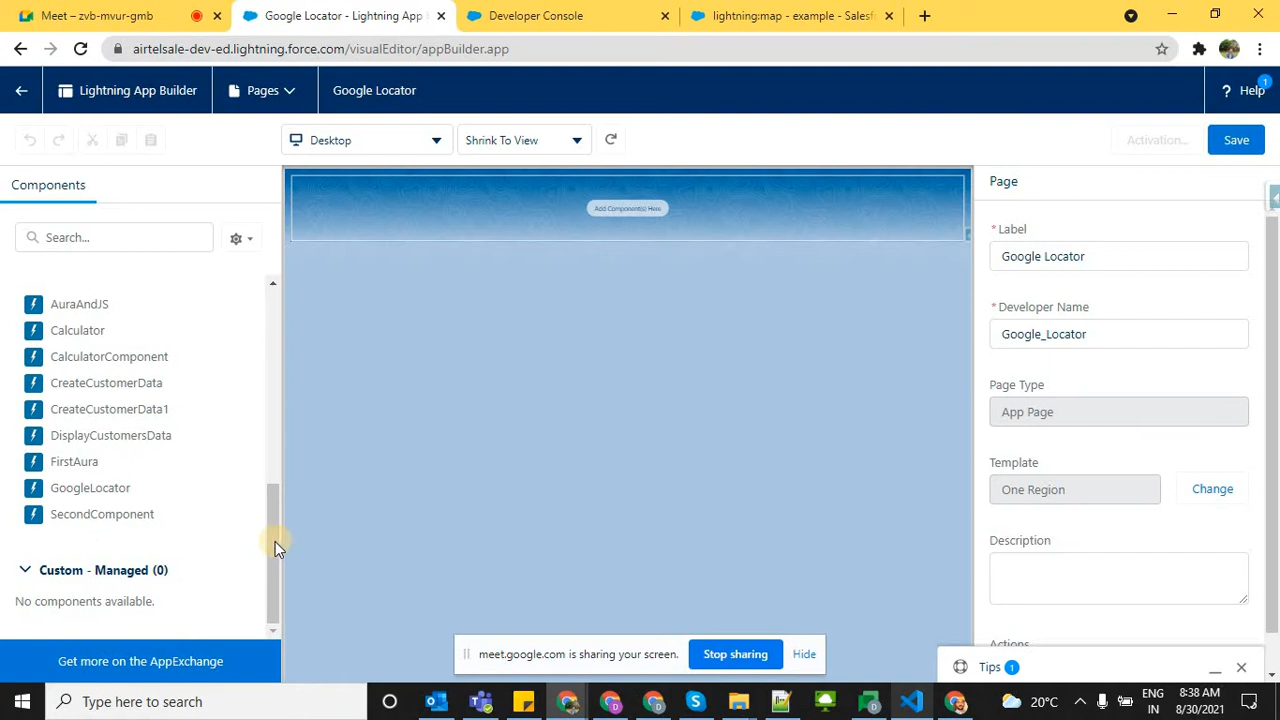 Meet – zvb-mvur-gmb
Google Locator - Lightning App
Developer Console
lightning:map - example - Salesf
airtelsale-dev-ed.lightning.force.com/visualEditor/appBuilder.app
Lightning App Builder
Pages
Google Locator
? Help
1
Desktop
Shrink To View
Activation...
Save
Components
Search...
Add Component(s) Here
AuraAndJS
Calculator
CalculatorComponent
CreateCustomerData
CreateCustomerData1
DisplayCustomersData
FirstAura
GoogleLocator
SecondComponent
Custom - Managed (0)
No components available.
Get more on the AppExchange
Page
* Label
Google Locator
* Developer Name
Google_Locator
Page Type
App Page
Template
One Region
Change
Description
Actions
meet.google.com is sharing your screen.
Stop sharing
Hide
Tips 1
Type here to search
20°C
ENG
IN
8:38 AM
8/30/2021